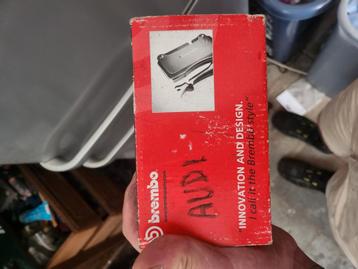 brembo
AUDI
INNOVATION AND DESIGN.
"I call it the Brembo style"